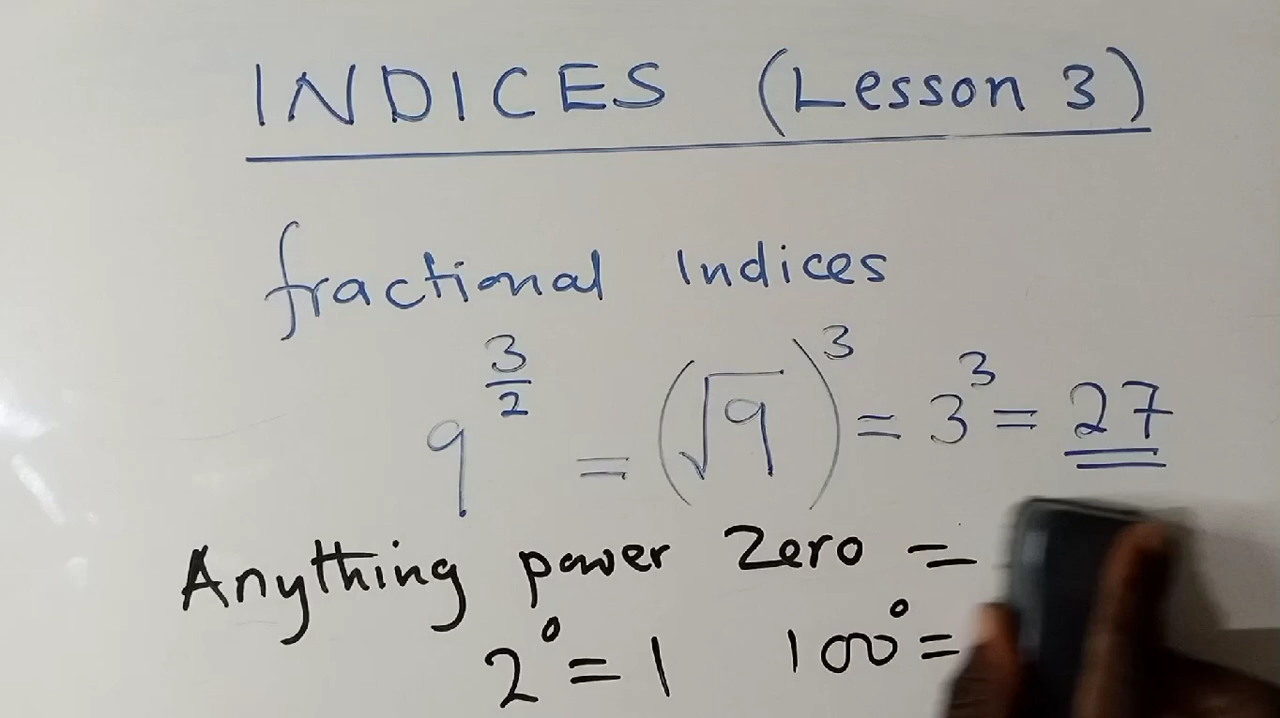 INDICES (Lesson 3)
fractional Indices
9^(3/2) = (√9)^3 = 3^3 = 27
Anything power Zero =
2^0 = 1 100^0 =